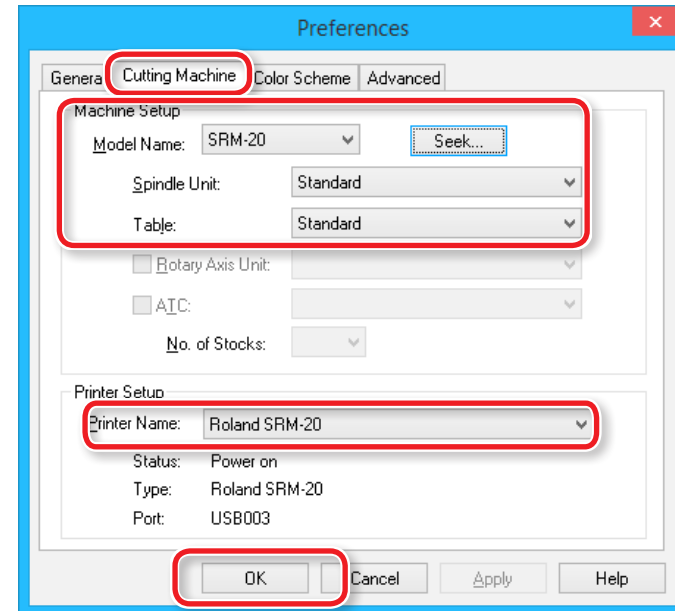 Preferences
General Cutting Machine Color Scheme Advanced
Machine Setup
Model Name: SRM-20 Seek...
Spindle Unit: Standard
Table: Standard
Rotary Axis Unit:
ATC:
No. of Stocks:
Printer Setup
Printer Name: Roland SRM-20
Status: Power on
Type: Roland SRM-20
Port: USB003
OK Cancel Apply Help